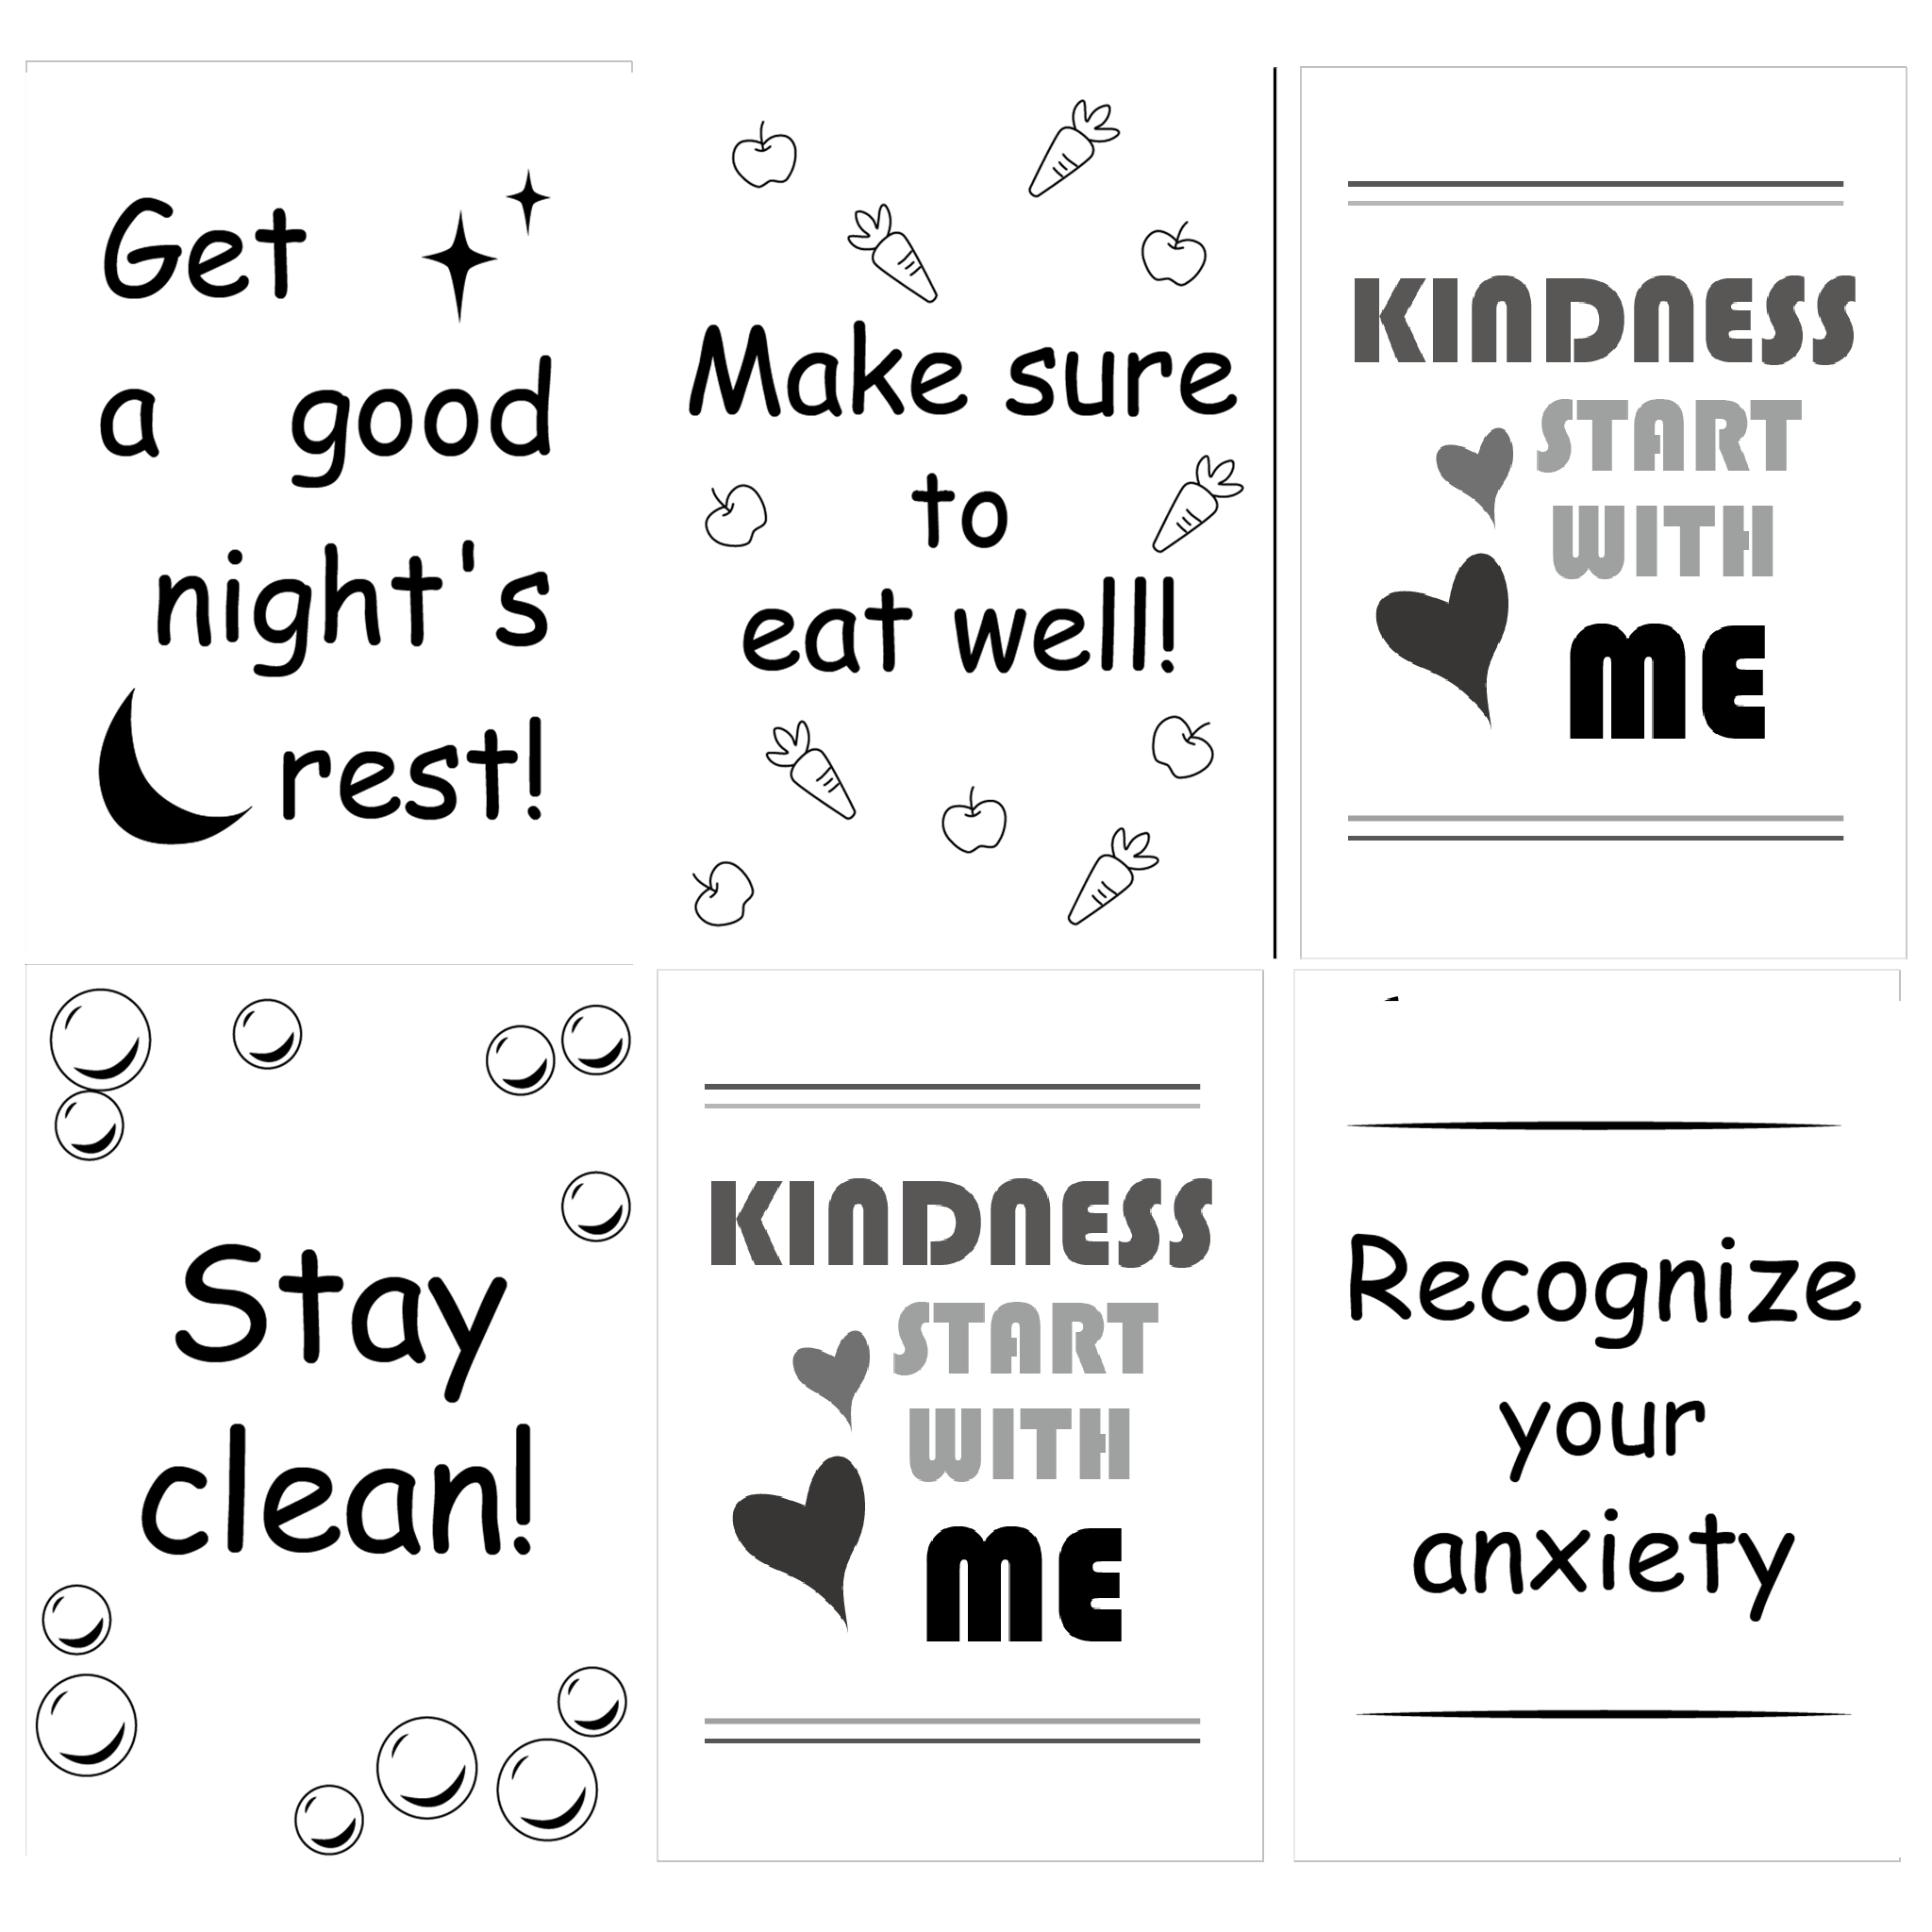 Get
a good
night's
rest!
Make sure
to
eat well!
KINDNESS
START
WITH
ME
Stay
clean!
KINDNESS
START
WITH
ME
Recognize
your
anxiety